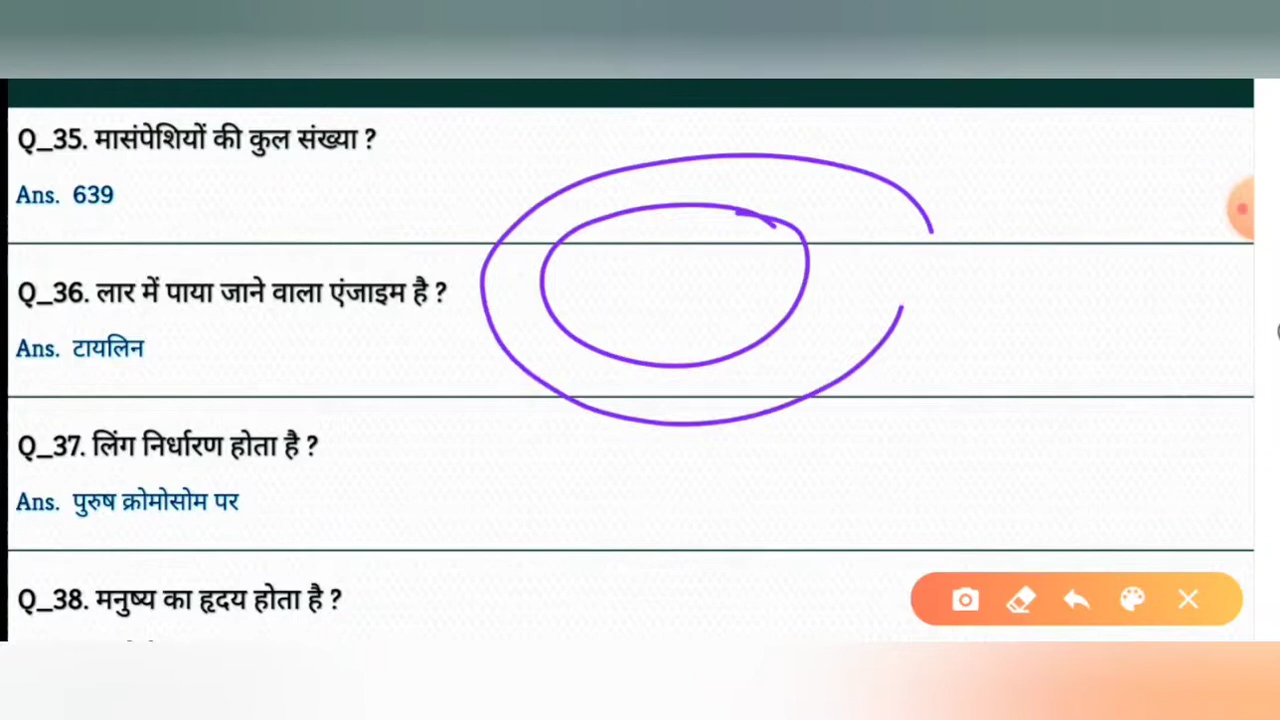 Q_35. मासंपेशियों की कुल संख्या ?
Ans. 639
Q_36. लार में पाया जाने वाला एंजाइम है ?
Ans. टायलिन
Q_37. लिंग निर्धारण होता है ?
Ans. पुरुष क्रोमोसोम पर
Q_38. मनुष्य का हृदय होता है ?